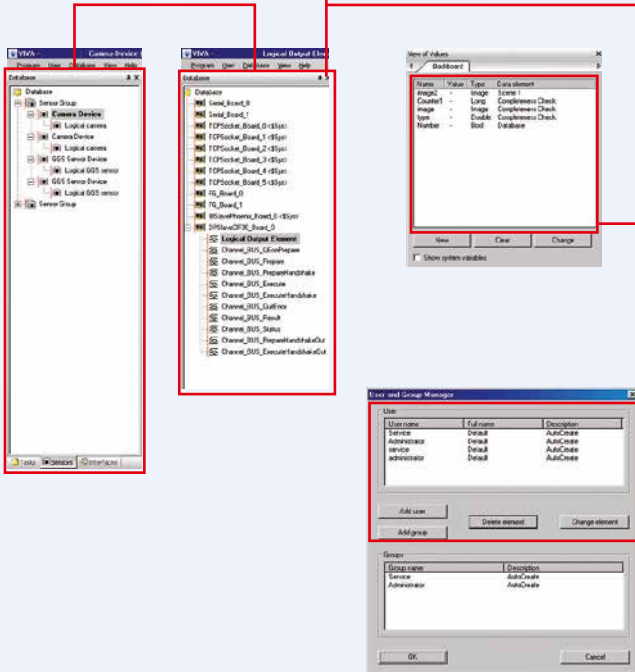 VIVA - Camera Device
Program User Database View Help
Database
Database
Sensor Group
Camera Device
Logical camera
Camera Device
Logical camera
GGS Sensor Device
Logical GGS sensor
GGS Sensor Device
Logical GGS sensor
Sensor Group
Tasks Sensors Interfaces
VIVA - Logical Output Elem
Program User Database View Help
Database
Database
Serial_Board_0
Serial_Board_1
TCPSocket_Board_0 <$Sys>
TCPSocket_Board_1 <$Sys>
TCPSocket_Board_2 <$Sys>
TCPSocket_Board_3 <$Sys>
TCPSocket_Board_4 <$Sys>
TCPSocket_Board_5 <$Sys>
FG_Board_0
FG_Board_1
IBSlavePhoenix_Board_0 <$Sys>
DPSlaveCIF30_Board_0
Logical Output Element
Channel_BUS_Prepare
Channel_BUS_PrepareHandshake
Channel_BUS_Execute
Channel_BUS_ExecuteHandshake
Channel_BUS_QuitError
Channel_BUS_Result
Channel_BUS_Status
Channel_BUS_PrepareHandshakeOut
Channel_BUS_ExecuteHandshakeOut
View of Values
Dashboard
Name Value Type Data element
image2 - Image Scene 1
Counter1 - Long Completeness Check
image - Image Completeness Check
type - Double Completeness Check
Number - Bool Database
New Clear Change
Show system variables
User and Group Manager
User
User name Full name Description
Service Default AutoCreate
Administrator Default AutoCreate
service Default AutoCreate
administrator Default AutoCreate
Add user
Delete element Change element
Add group
Groups
Group name Description
Service AutoCreate
Administrator AutoCreate
OK Cancel